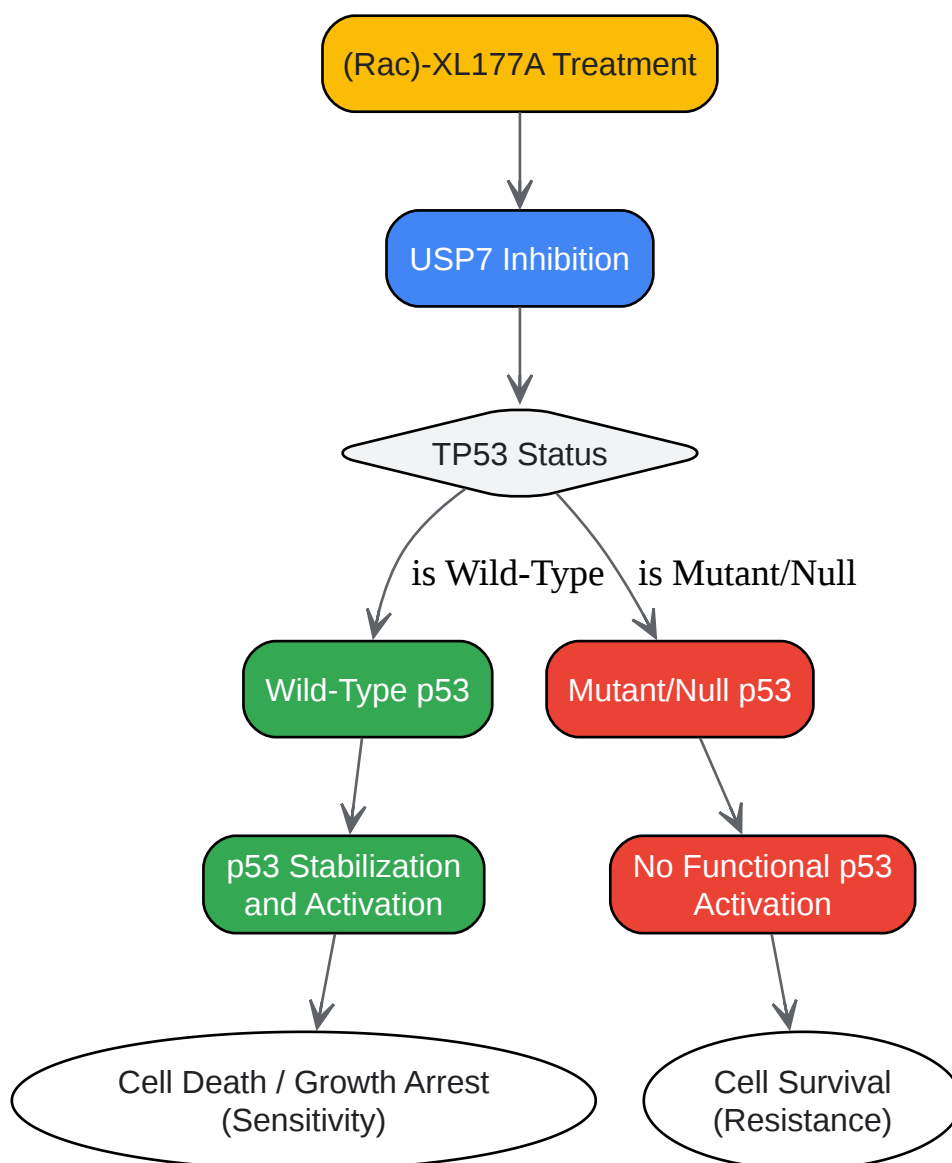 (Rac)-XL177A Treatment
USP7 Inhibition
TP53 Status
is Wild-Type
is Mutant/Null
Wild-Type p53
Mutant/Null p53
p53 Stabilization
and Activation
No Functional p53
Activation
Cell Death / Growth Arrest
(Sensitivity)
Cell Survival
(Resistance)